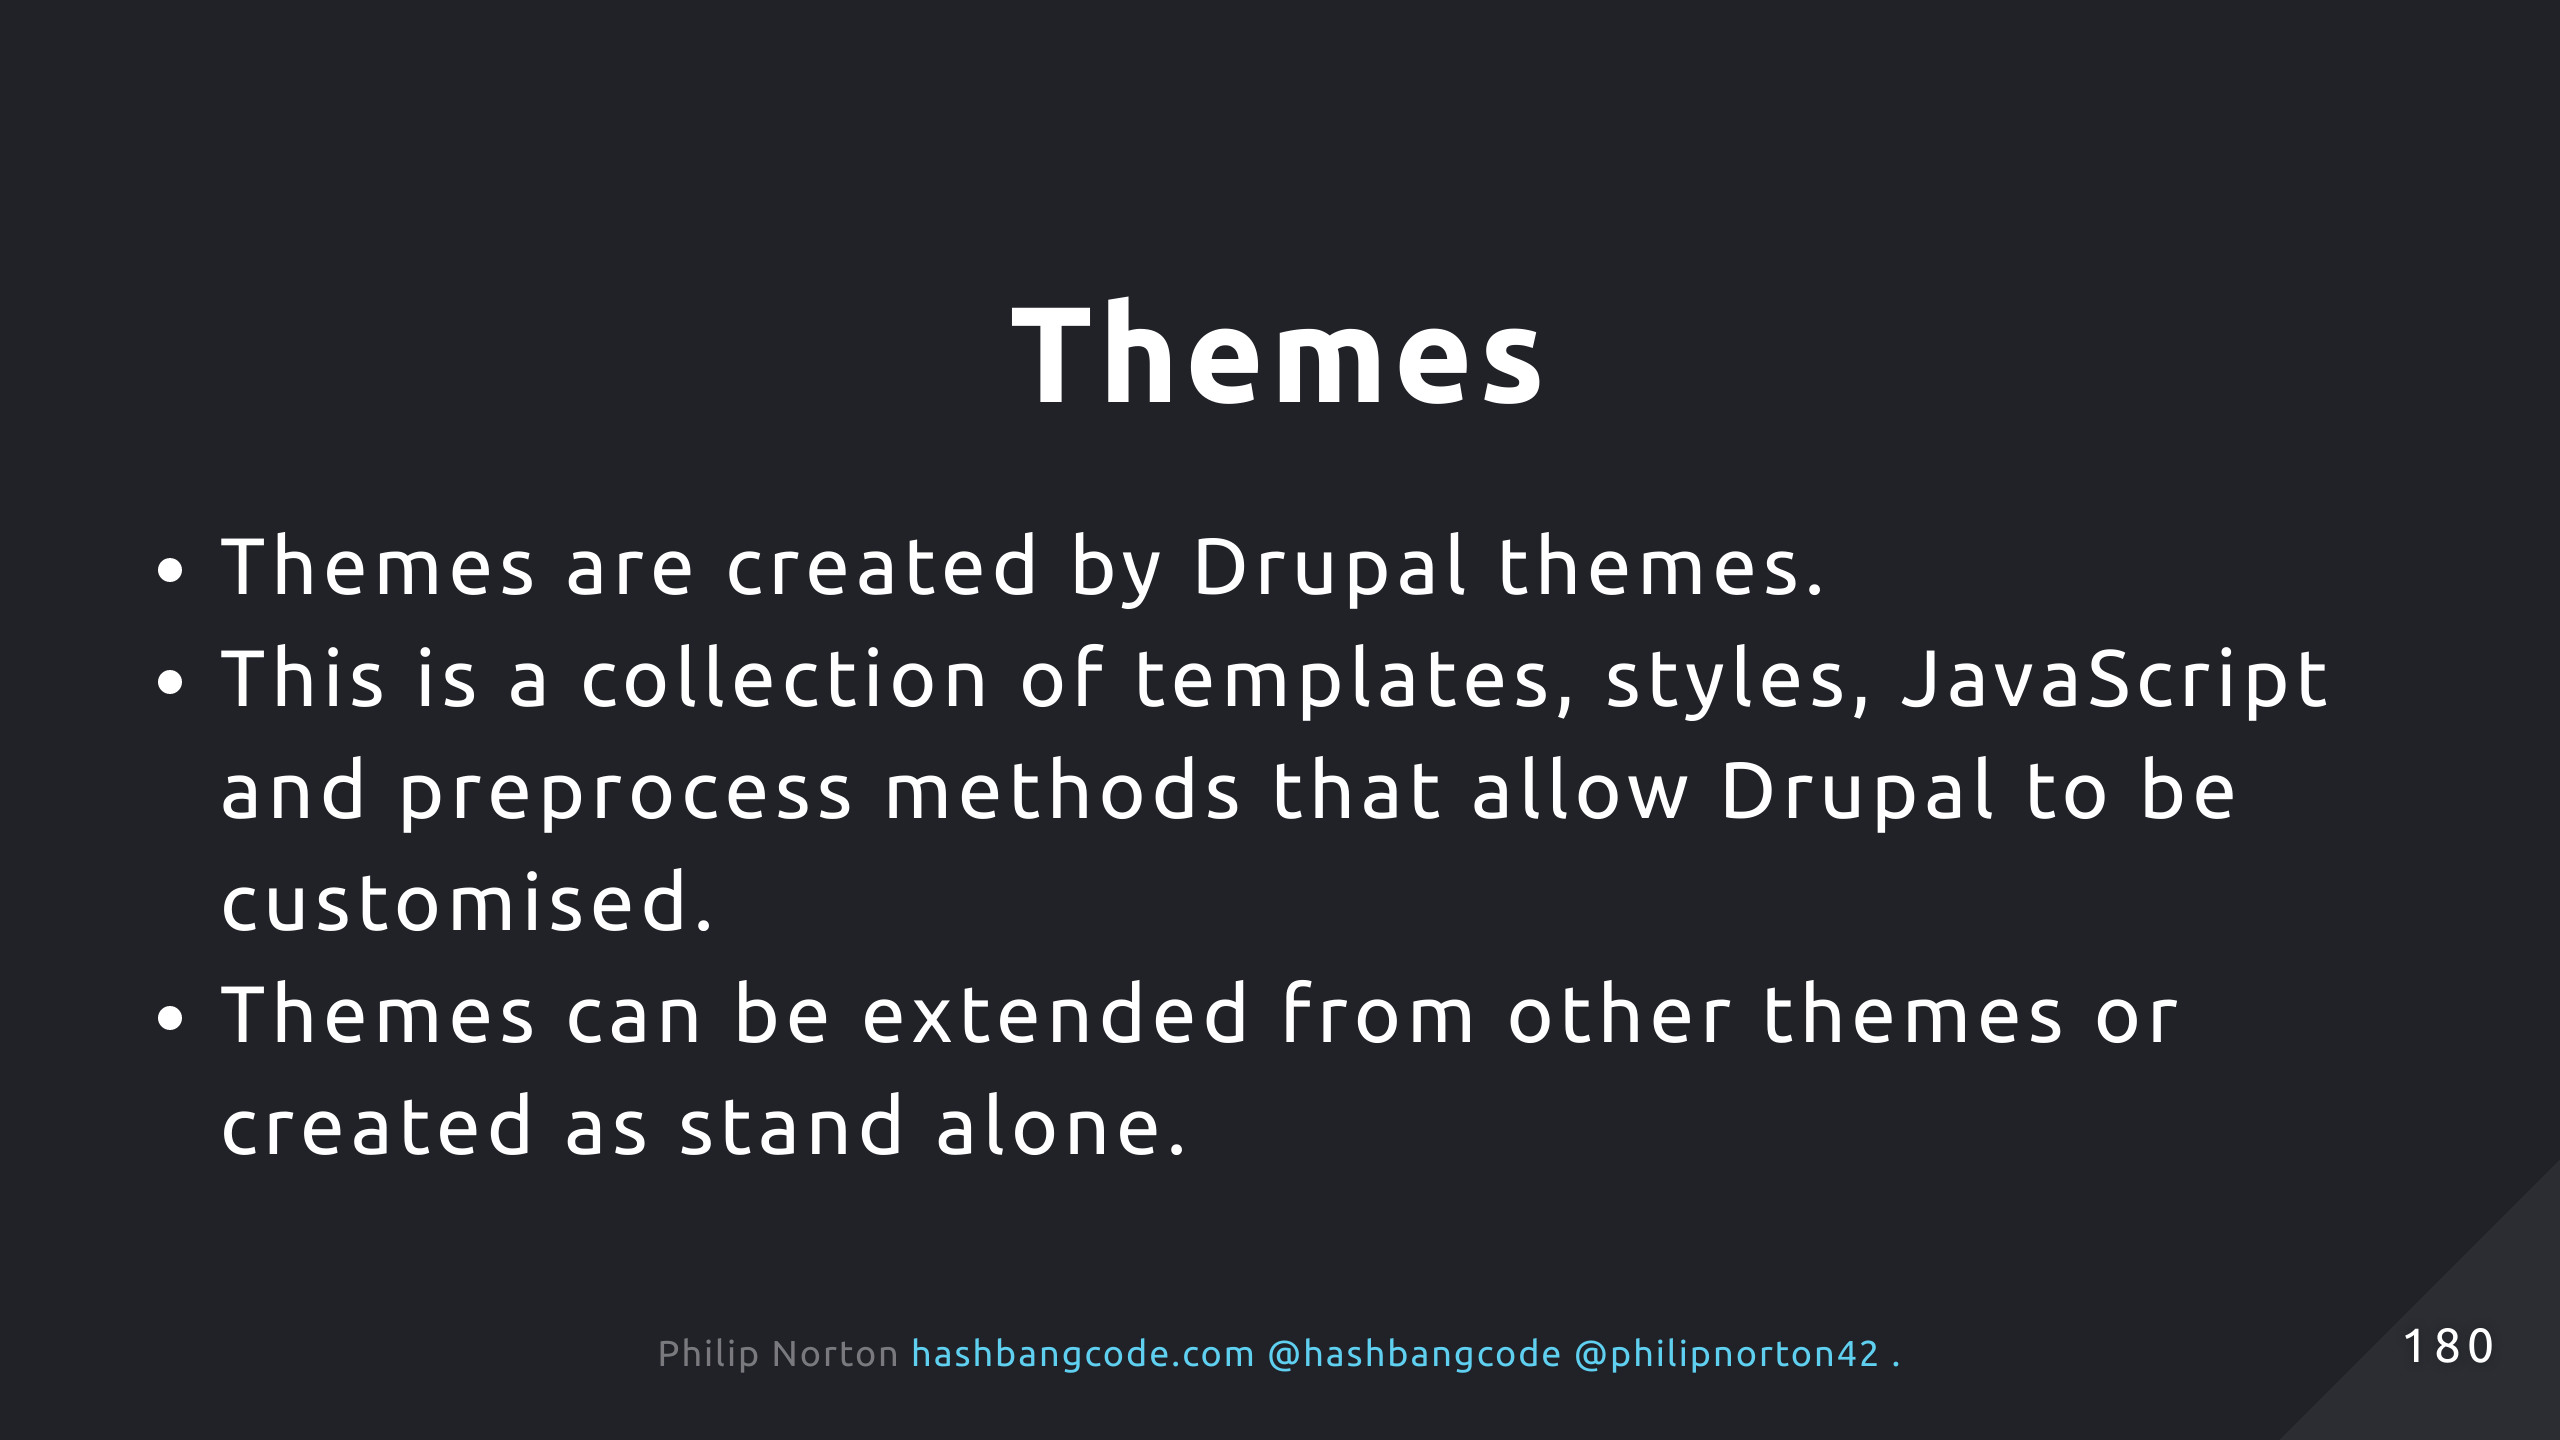 Themes
• Themes are created by Drupal themes.
• This is a collection of templates, styles, JavaScript
and preprocess methods that allow Drupal to be
customised.
• Themes can be extended from other themes or
created as stand alone.
Philip Norton hashbangcode.com @hashbangcode @philipnorton42 .
180